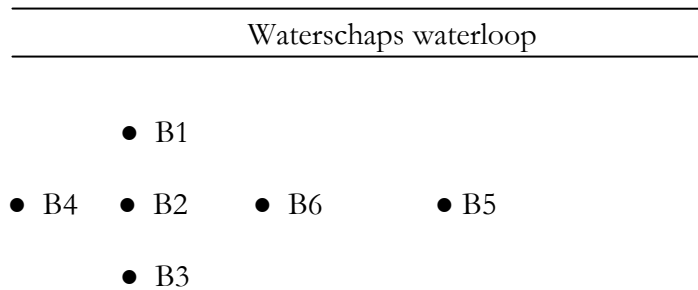 Waterschaps waterloop
● B1
● B4 ● B2 ● B6 ● B5
● B3